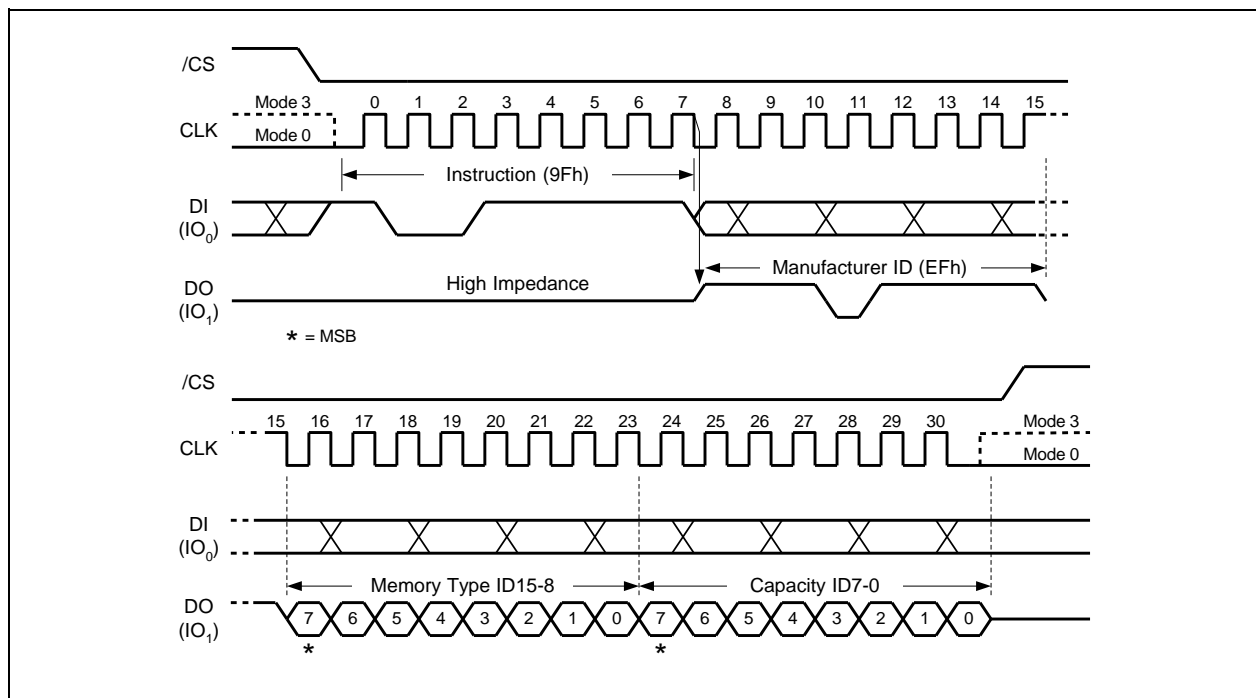 /CS
Mode 3 0 1 2 3 4 5 6 7 8 9 10 11 12 13 14 15
CLK
Mode 0
Instruction (9Fh)
DI
(IO0)
Manufacturer ID (EFh)
High Impedance
DO
(IO1)
* = MSB
/CS
15 16 17 18 19 20 21 22 23 24 25 26 27 28 29 30 Mode 3
CLK
Mode 0
DI
(IO0)
Memory Type ID15-8 Capacity ID7-0
DO
(IO1)
7 6 5 4 3 2 1 0 7 6 5 4 3 2 1 0
* *